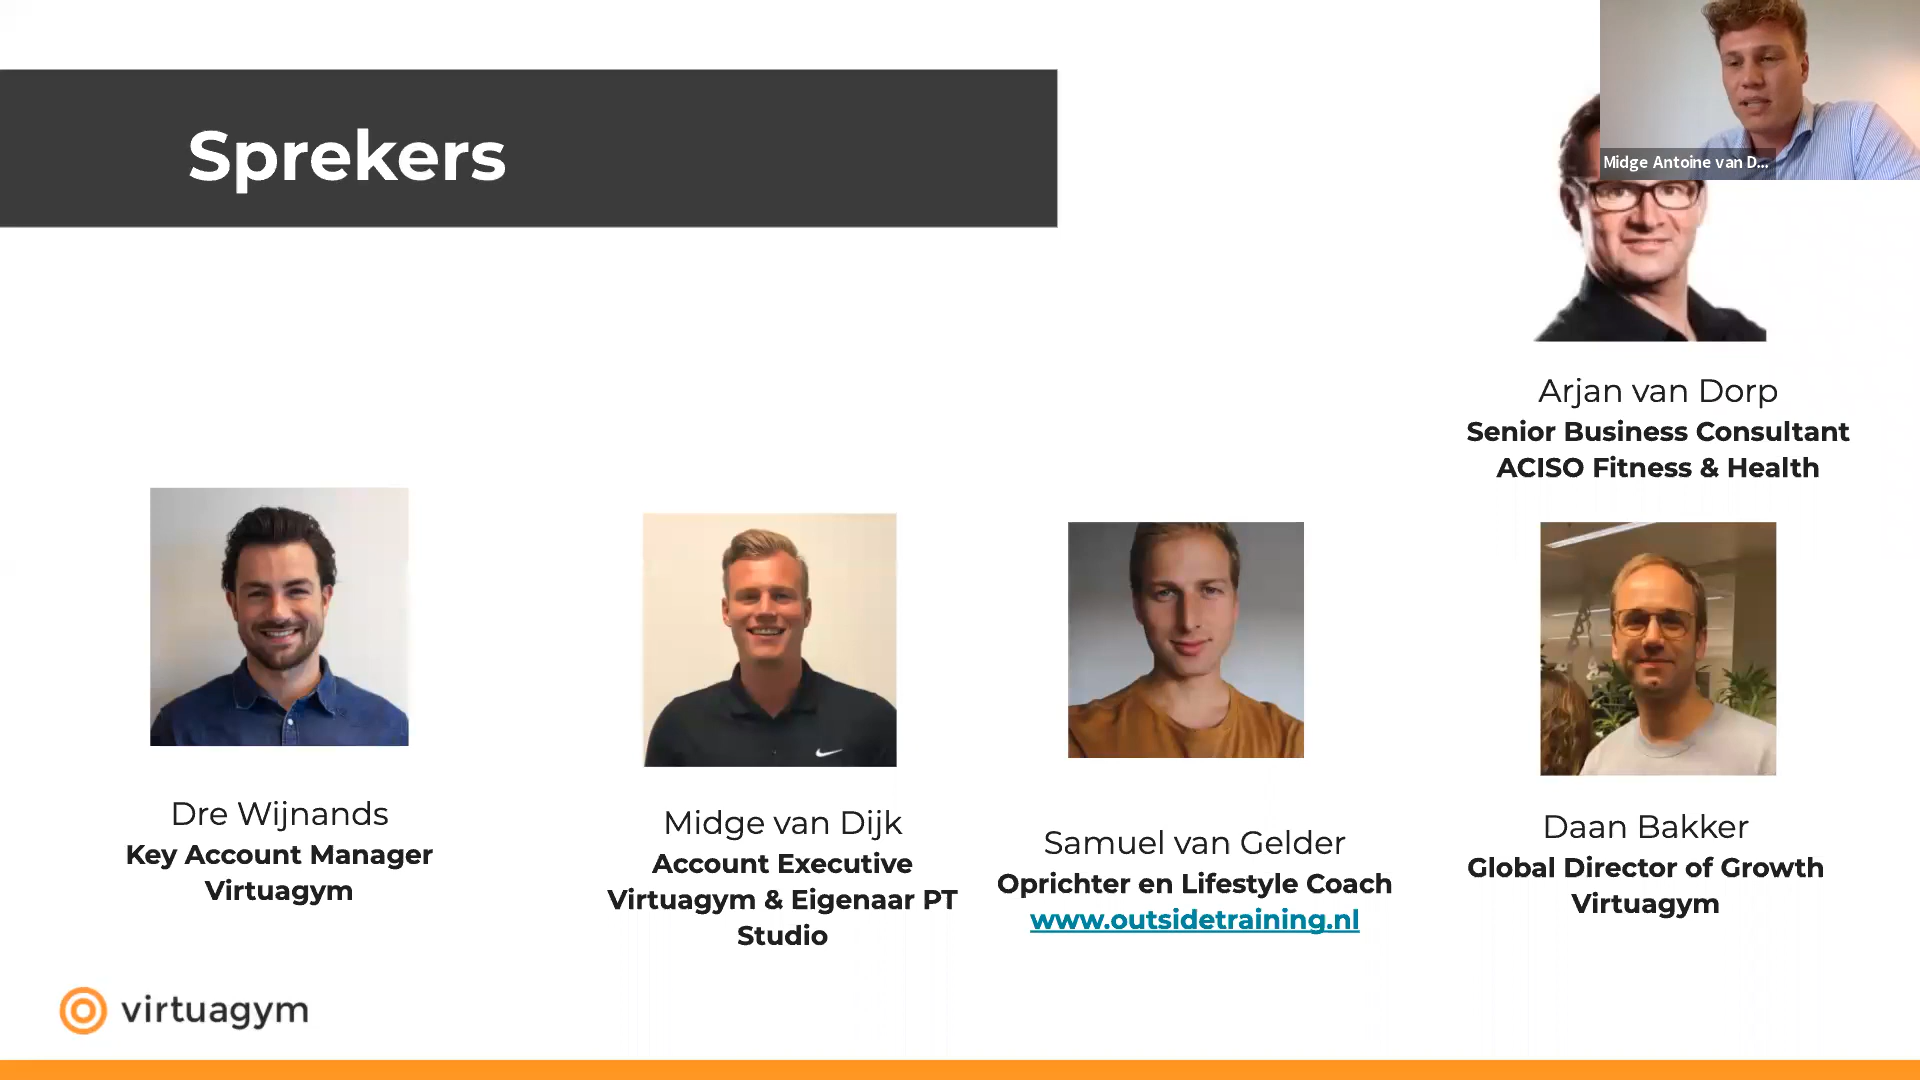 Sprekers
Midge Antoine van D...
Arjan van Dorp
Senior Business Consultant
ACISO Fitness & Health
Dre Wijnands
Key Account Manager
Virtuagym
Midge van Dijk
Account Executive
Virtuagym & Eigenaar PT
Studio
Samuel van Gelder
Oprichter en Lifestyle Coach
www.outsidetraining.nl
Daan Bakker
Global Director of Growth
Virtuagym
virtuagym